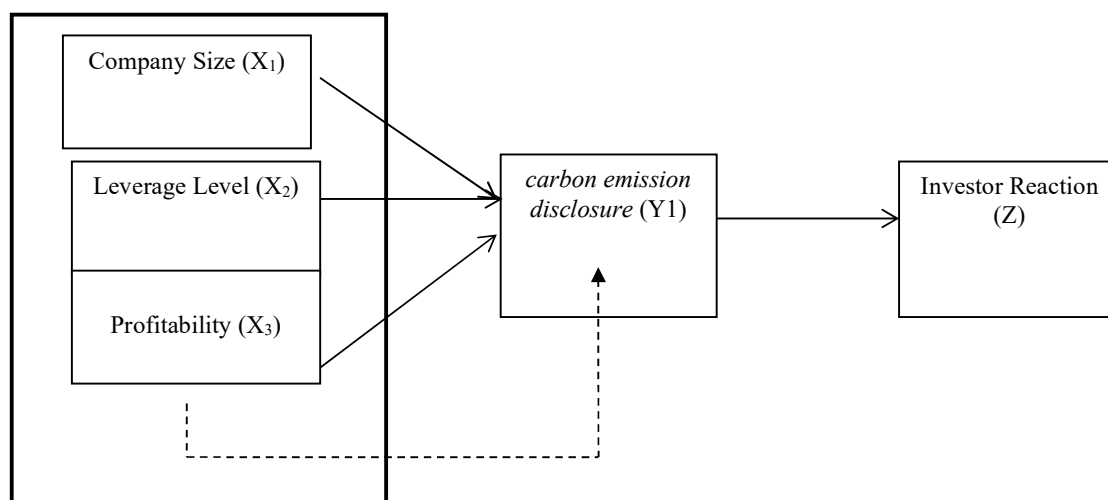 Company Size (X₁)
Leverage Level (X₂)
Profitability (X₃)
carbon emission
disclosure (Y1)
Investor Reaction
(Z)